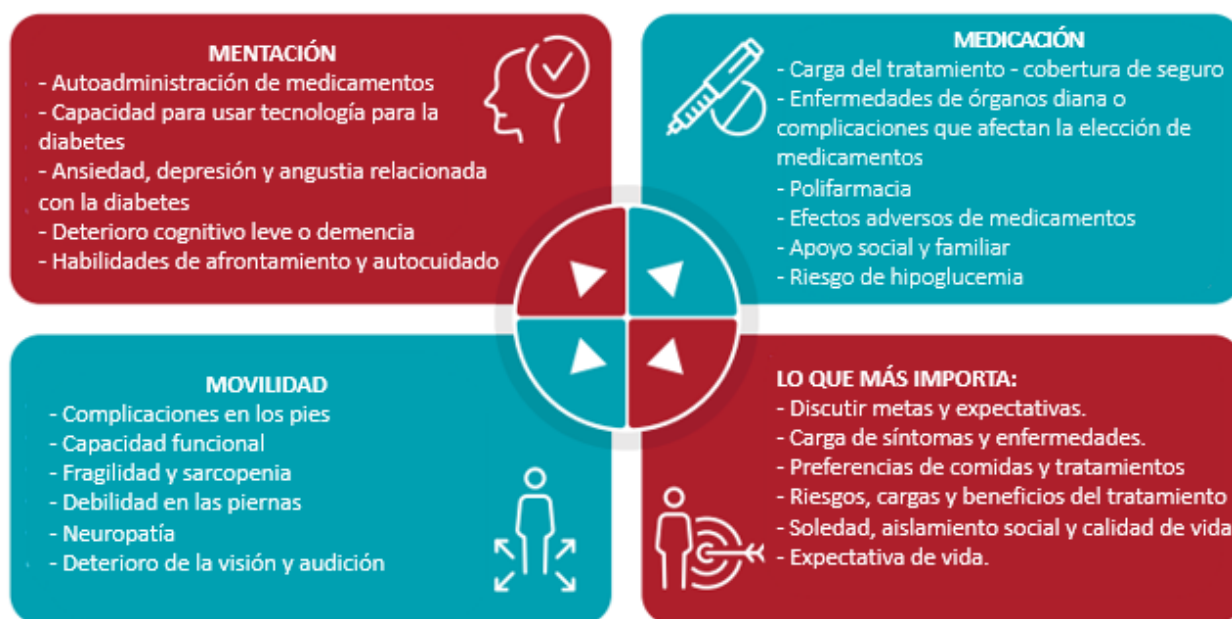 MENTACIÓN
- Autoadministración de medicamentos
- Capacidad para usar tecnología para la
diabetes
- Ansiedad, depresión y angustia relacionada
con la diabetes
- Deterioro cognitivo leve o demencia
- Habilidades de afrontamiento y autocuidado
MEDICACIÓN
- Carga del tratamiento - cobertura de seguro
- Enfermedades de órganos diana o
complicaciones que afectan la elección de
medicamentos
- Polifarmacia
- Efectos adversos de medicamentos
- Apoyo social y familiar
- Riesgo de hipoglucemia
MOVILIDAD
- Complicaciones en los pies
- Capacidad funcional
- Fragilidad y sarcopenia
- Debilidad en las piernas
- Neuropatía
- Deterioro de la visión y audición
LO QUE MÁS IMPORTA:
- Discutir metas y expectativas.
- Carga de síntomas y enfermedades.
- Preferencias de comidas y tratamientos
- Riesgos, cargas y beneficios del tratamiento
- Soledad, aislamiento social y calidad de vida
- Expectativa de vida.